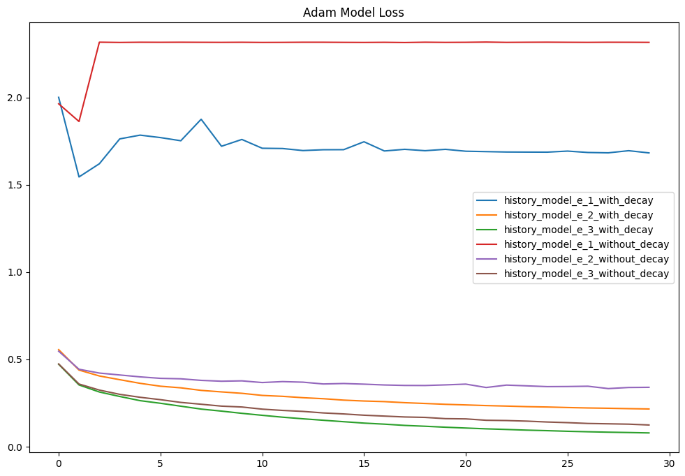 Adam Model Loss
2.0
1.5
1.0
0.5
0.0
history_model_e_1_with_decay
history_model_e_2_with_decay
history_model_e_3_with_decay
history_model_e_1_without_decay
history_model_e_2_without_decay
history_model_e_3_without_decay
0 5 10 15 20 25 30